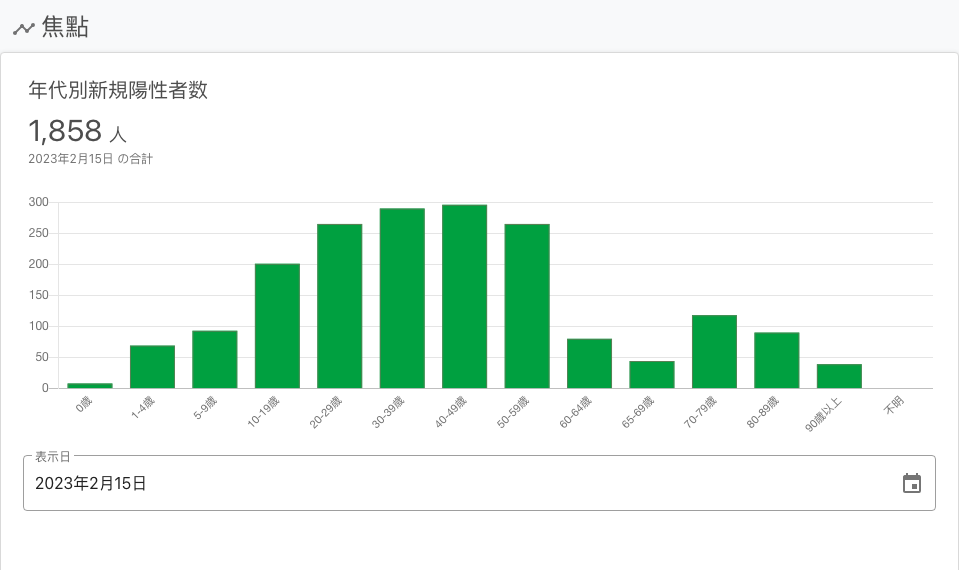 焦點
年代別新規陽性者数
1,858 人
2023年2月15日 の合計
300
250
200
150
100
50
0
0歳
1-4歳
5-9歳
10-19歳
20-29歳
30-39歳
40-49歳
50-59歳
60-64歳
65-69歳
70-79歳
80-89歳
90歳以上
不明
表示日
2023年2月15日